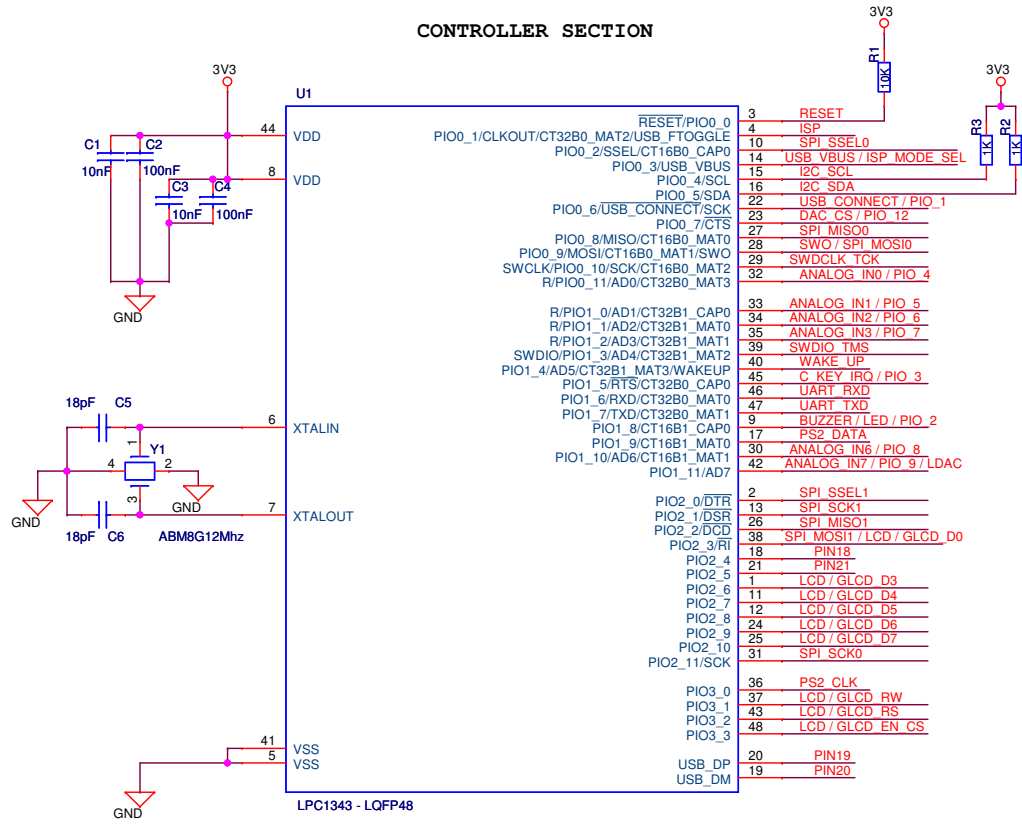 CONTROLLER SECTION
3V3
R1
10K
3V3
R3
1K
R2
1K
3V3
C1
10nF
C2
100nF
C3
10nF
C4
100nF
GND
U1
44 VDD
8 VDD
6 XTALIN
7 XTALOUT
41 VSS
5 VSS
18pF C5
1
4 Y1 2
3
GND
GND
18pF C6 ABM8G12Mhz
GND
RESET/PIO0_0 3 RESET
PIO0_1/CLKOUT/CT32B0_MAT2/USB_FTOGGLE 4 ISP
PIO0_2/SSEL/CT16B0_CAP0 10 SPI_SSEL0
PIO0_3/USB_VBUS 14 USB_VBUS / ISP_MODE_SEL
PIO0_4/SCL 15 I2C_SCL
PIO0_5/SDA 16 I2C_SDA
PIO0_6/USB_CONNECT/SCK 22 USB_CONNECT / PIO_1
PIO0_7/CTS 23 DAC_CS / PIO_12
PIO0_8/MISO/CT16B0_MAT0 27 SPI_MISO0
PIO0_9/MOSI/CT16B0_MAT1/SWO 28 SWO / SPI_MOSI0
SWCLK/PIO0_10/SCK/CT16B0_MAT2 29 SWDCLK_TCK
R/PIO0_11/AD0/CT32B0_MAT3 32 ANALOG_IN0 / PIO_4
R/PIO1_0/AD1/CT32B1_CAP0 33 ANALOG_IN1 / PIO_5
R/PIO1_1/AD2/CT32B1_MAT0 34 ANALOG_IN2 / PIO_6
R/PIO1_2/AD3/CT32B1_MAT1 35 ANALOG_IN3 / PIO_7
SWDIO/PIO1_3/AD4/CT32B1_MAT2 39 SWDIO_TMS
PIO1_4/AD5/CT32B1_MAT3/WAKEUP 40 WAKE_UP
PIO1_5/RTS/CT32B0_CAP0 45 C_KEY_IRQ / PIO_3
PIO1_6/RXD/CT32B0_MAT0 46 UART_RXD
PIO1_7/TXD/CT32B0_MAT1 47 UART_TXD
PIO1_8/CT16B1_CAP0 9 BUZZER / LED / PIO_2
PIO1_9/CT16B1_MAT0 17 PS2_DATA
PIO1_10/AD6/CT16B1_MAT1 30 ANALOG_IN6 / PIO_8
PIO1_11/AD7 42 ANALOG_IN7 / PIO_9 / LDAC
PIO2_0/DTR 2 SPI_SSEL1
PIO2_1/DSR 13 SPI_SCK1
PIO2_2/DCD 26 SPI_MISO1
PIO2_3/RI 38 SPI_MOSI1 / LCD / GLCD_D0
PIO2_4 18 PIN18
PIO2_5 21 PIN21
PIO2_6 1 LCD / GLCD_D3
PIO2_7 11 LCD / GLCD_D4
PIO2_8 12 LCD / GLCD_D5
PIO2_9 24 LCD / GLCD_D6
PIO2_10 25 LCD / GLCD_D7
PIO2_11/SCK 31 SPI_SCK0
PIO3_0 36 PS2_CLK
PIO3_1 37 LCD / GLCD_RW
PIO3_2 43 LCD / GLCD_RS
PIO3_3 48 LCD / GLCD_EN_CS
USB_DP 20 PIN19
USB_DM 19 PIN20
LPC1343 - LQFP48